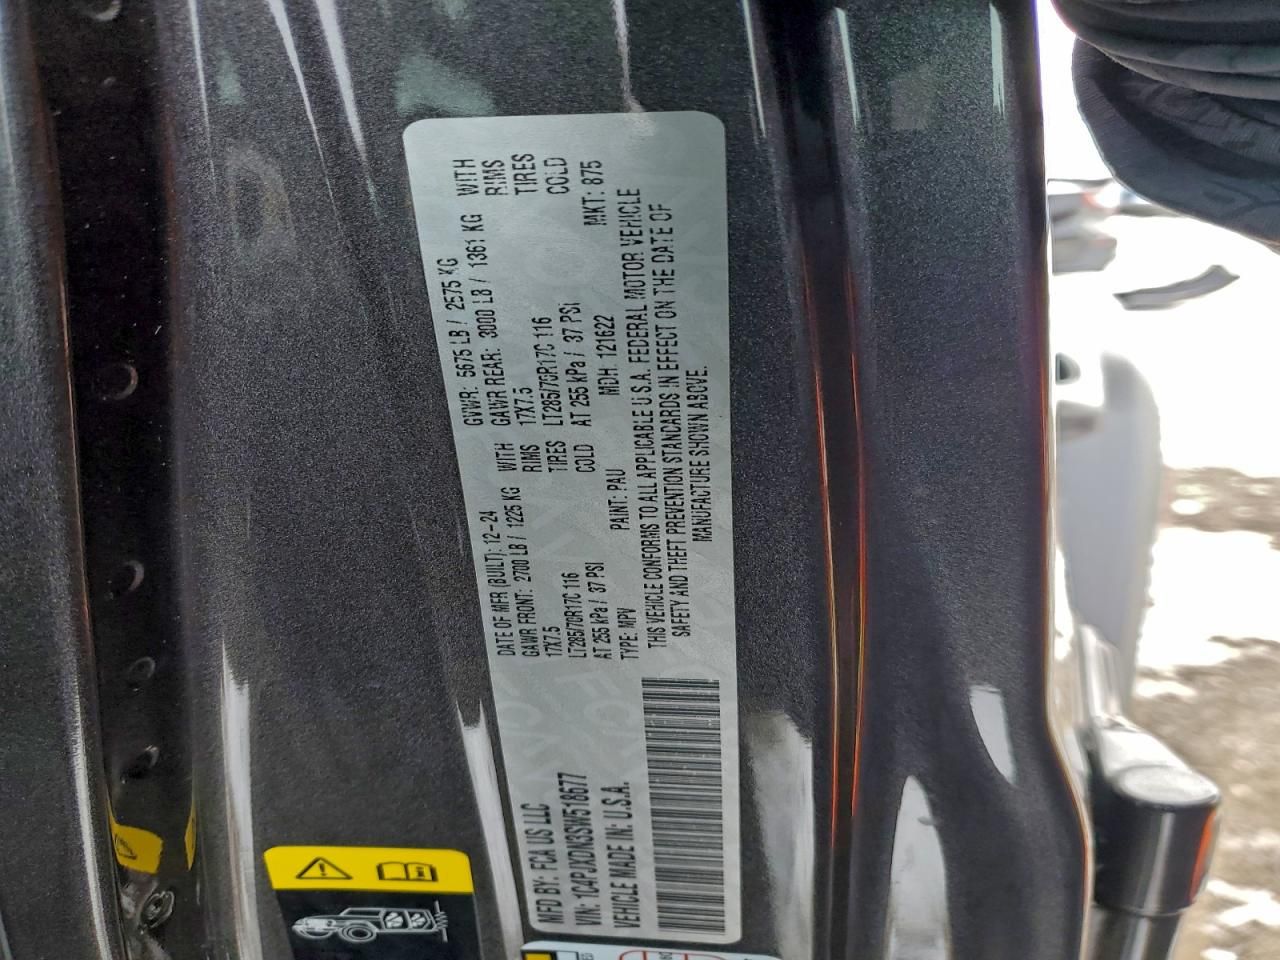 MFD BY: FCA US LLC
DATE OF MFR (BUILT): 12-24
GVWR: 5675 LB / 2575 KG
VIN: 1C4PJXDN3SW518677
GAWR FRONT: 2700 LB / 1225 KG WITH
GAWR REAR: 3000 LB / 1361 KG WITH
VEHICLE MADE IN: U.S.A.
17X7.5 RIMS
17X7.5 RIMS
LT285/70R17C 116 TIRES
LT285/70R17C 116 TIRES
AT 255 kPa / 37 PSI COLD
AT 255 kPa / 37 PSI COLD
TYPE: MPV PAINT: PAU MDH: 121622 MKT: 875
THIS VEHICLE CONFORMS TO ALL APPLICABLE U.S.A. FEDERAL MOTOR VEHICLE
SAFETY AND THEFT PREVENTION STANDARDS IN EFFECT ON THE DATE OF
MANUFACTURE SHOWN ABOVE.